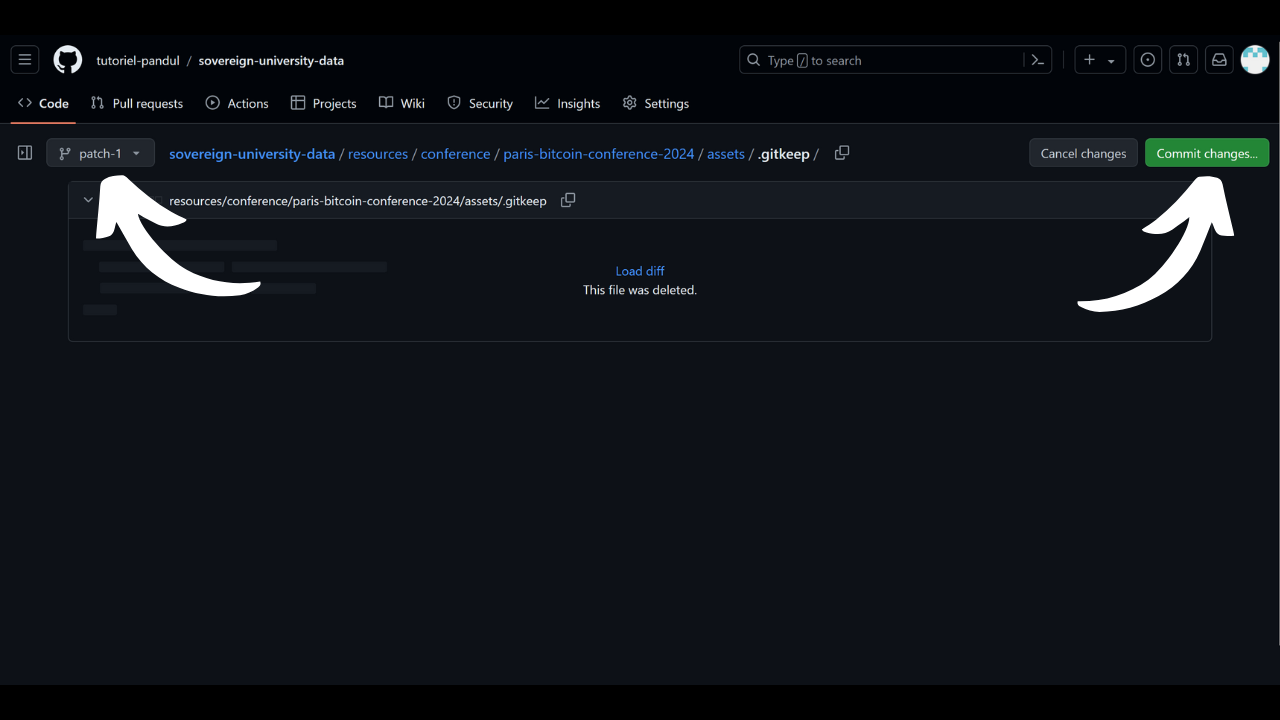 tutoriel-pandul / sovereign-university-data
Type / to search
Code Pull requests Actions Projects Wiki Security Insights Settings
patch-1 sovereign-university-data / resources / conference / paris-bitcoin-conference-2024 / assets / .gitkeep /
Cancel changes Commit changes...
resources/conference/paris-bitcoin-conference-2024/assets/.gitkeep
Load diff
This file was deleted.